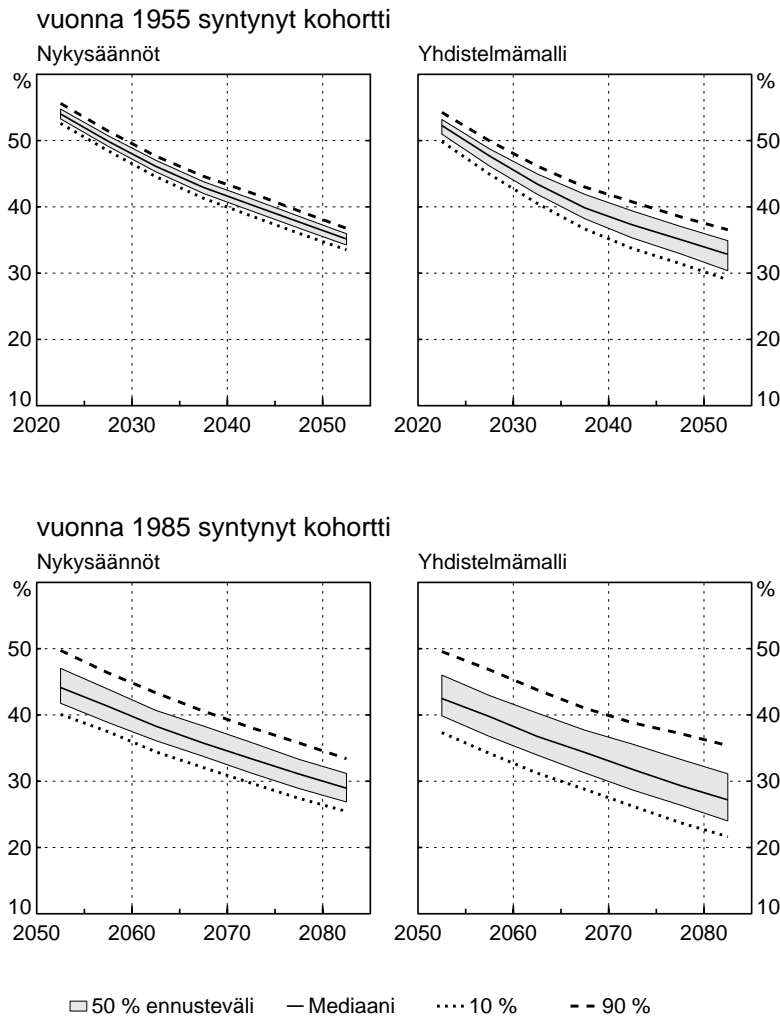 vuonna 1955 syntynyt kohortti
Nykysäännöt
Yhdistelmämalli
% %
50 50
40 40
30 30
20 20
10 10
2020 2030 2040 2050 2020 2030 2040 2050
vuonna 1985 syntynyt kohortti
Nykysäännöt
Yhdistelmämalli
% %
50 50
40 40
30 30
20 20
10 10
2050 2060 2070 2080 2050 2060 2070 2080
50 % ennusteväli Mediaani 10 % 90 %